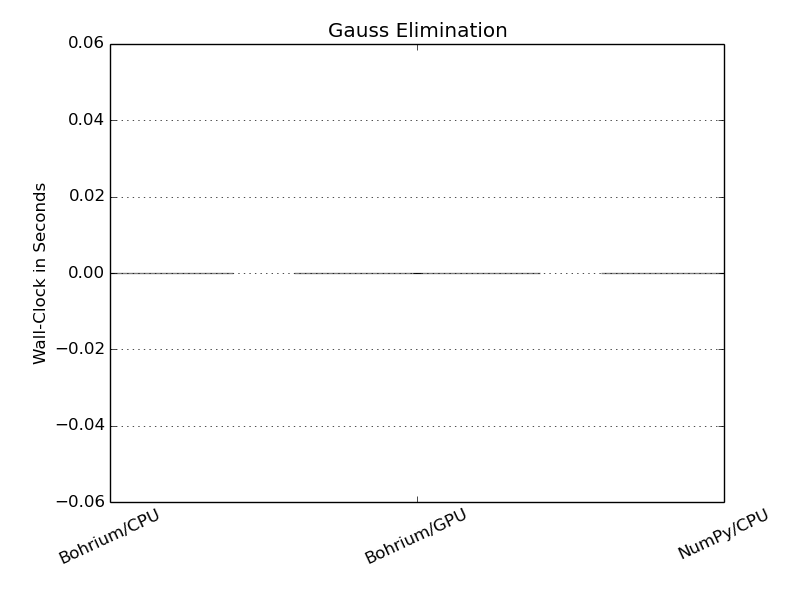 Gauss Elimination
0.06
0.04
0.02
0.00
−0.02
−0.04
−0.06
Wall-Clock in Seconds
Bohrium/CPU
Bohrium/GPU
NumPy/CPU